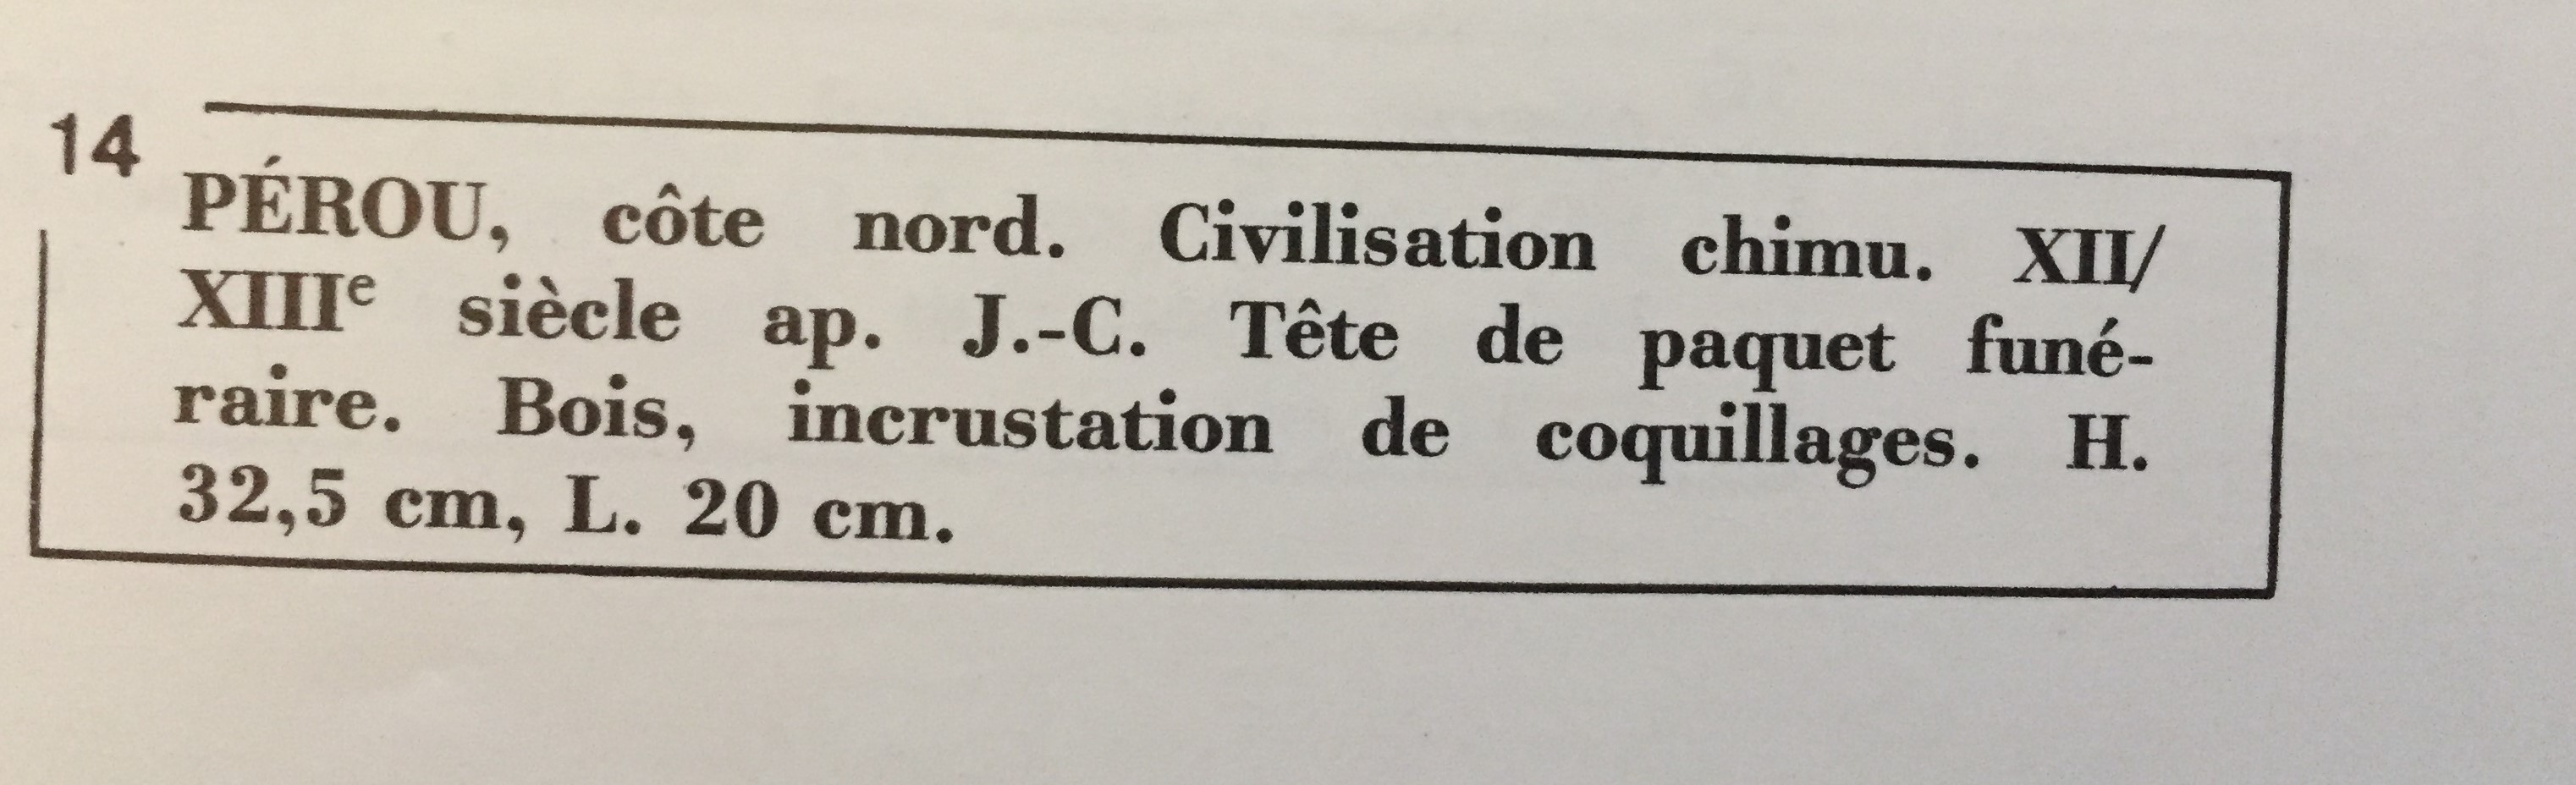 14
PÉROU, côte nord. Civilisation chimu. XII/
XIIIe siècle ap. J.-C. Tête de paquet funé-
raire. Bois, incrustation de coquillages. H.
32,5 cm, L. 20 cm.